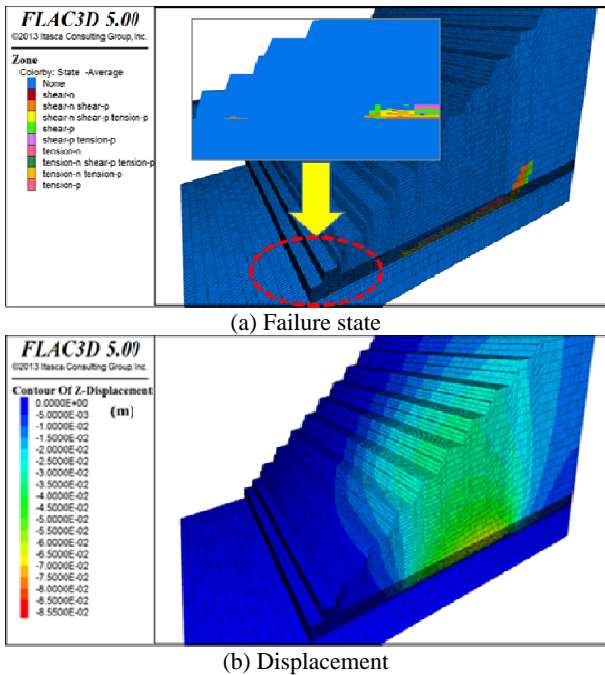 FLAC3D 5.00
©2013 Itasca Consulting Group, Inc.
Zone
Colorby: State -Average
None
shear-n
shear-n shear-p
shear-n shear-p tension-p
shear-p
shear-p tension-p
tension-n
tension-n shear-p tension-p
tension-n tension-p
tension-p
(a) Failure state
FLAC3D 5.00
©2013 Itasca Consulting Group, Inc.
Contour Of Z-Displacement
(m)
0.0000E+00
-5.0000E-03
-1.0000E-02
-1.5000E-02
-2.0000E-02
-2.5000E-02
-3.0000E-02
-3.5000E-02
-4.0000E-02
-4.5000E-02
-5.0000E-02
-5.5000E-02
-6.0000E-02
-6.5000E-02
-7.0000E-02
-7.5000E-02
-8.0000E-02
-8.5000E-02
-8.5500E-02
(b) Displacement